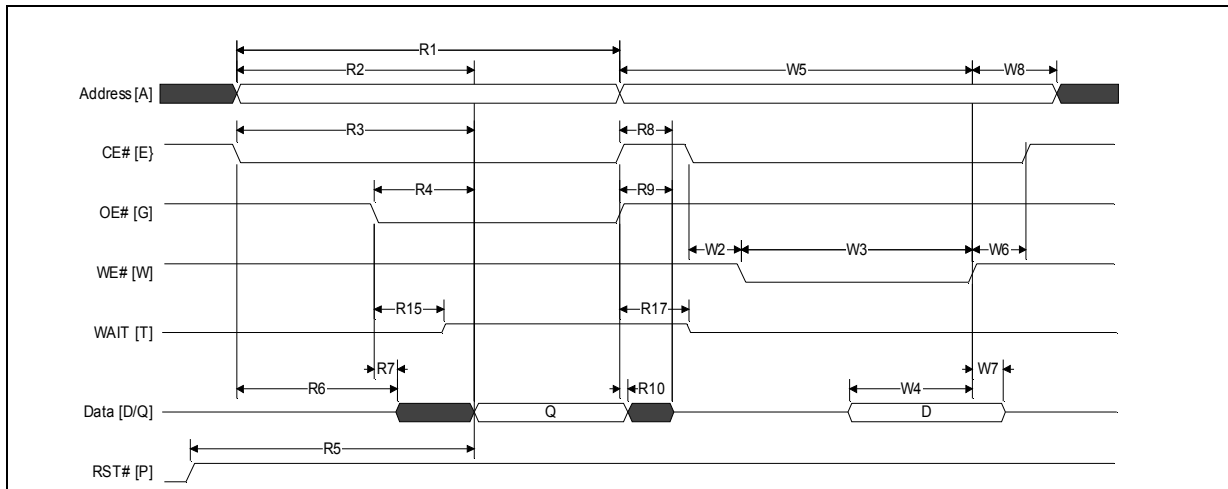 R1
R2 W5 W8
Address [A]
R3 R8
CE# [E}
R4 R9
OE# [G]
W2 W3 W6
WE# [W]
R15 R17
WAIT [T]
R7 W7
R6 R10 W4
Data [D/Q] Q D
R5
RST# [P]